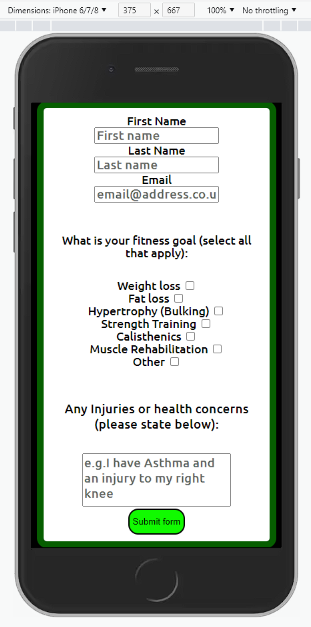 Dimensions: iPhone 6/7/8 ▼ 375 x 667 100% ▼ No throttling ▼
First Name
First name
Last Name
Last name
Email
email@address.co.u
What is your fitness goal (select all
that apply):
Weight loss
Fat loss
Hypertrophy (Bulking)
Strength Training
Calisthenics
Muscle Rehabilitation
Other
Any Injuries or health concerns
(please state below):
e.g.I have Asthma and
an injury to my right
knee
Submit form